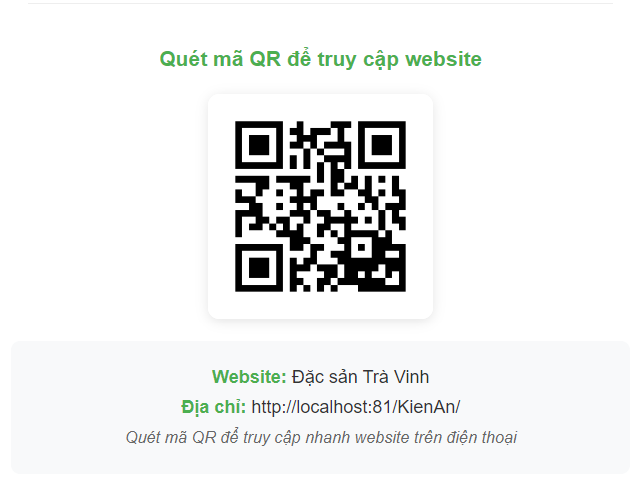 Quét mã QR để truy cập website
Website: Đặc sản Trà Vinh
Địa chỉ: http://localhost:81/KienAn/
Quét mã QR để truy cập nhanh website trên điện thoại